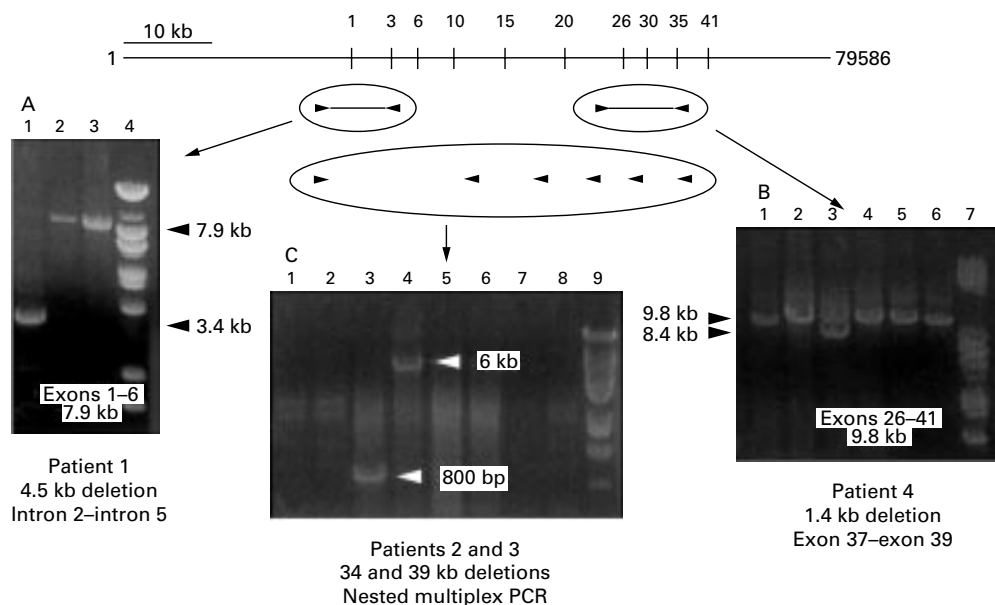 1 3 6 10 15 20 26 30 35 41
10 kb
1 79586
A
1 2 3 4
7.9 kb
3.4 kb
Exons 1–6
7.9 kb
Patient 1
4.5 kb deletion
Intron 2–intron 5
C
1 2 3 4 5 6 7 8 9
6 kb
800 bp
Patients 2 and 3
34 and 39 kb deletions
Nested multiplex PCR
B
1 2 3 4 5 6 7
9.8 kb
8.4 kb
Exons 26–41
9.8 kb
Patient 4
1.4 kb deletion
Exon 37–exon 39